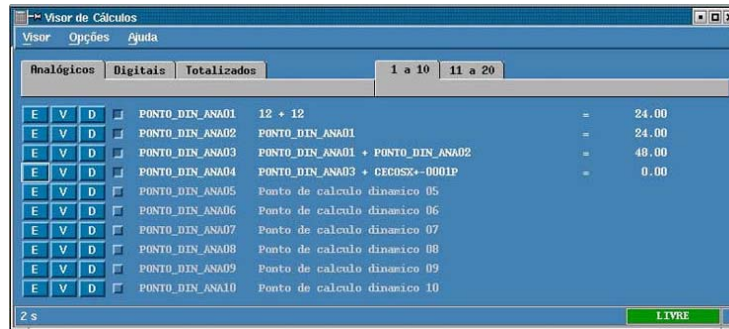 Visor de Cálculos
Visor Opções Ajuda
Analógicos Digitais Totalizados 1 a 10 11 a 20
E V D PONTO_DIN_ANA01 12 + 12 = 24.00
E V D PONTO_DIN_ANA02 PONTO_DIN_ANA01 = 24.00
E V D PONTO_DIN_ANA03 PONTO_DIN_ANA01 + PONTO_DIN_ANA02 = 48.00
E V D PONTO_DIN_ANA04 PONTO_DIN_ANA03 + = 0.00
E V D PONTO_DIN_ANA05 Ponto de calculo dinamico 05
E V D PONTO_DIN_ANA06 Ponto de calculo dinamico 06
E V D PONTO_DIN_ANA07 Ponto de calculo dinamico 07
E V D PONTO_DIN_ANA08 Ponto de calculo dinamico 08
E V D PONTO_DIN_ANA09 Ponto de calculo dinamico 09
E V D PONTO_DIN_ANA10 Ponto de calculo dinamico 10
2 s LIVRE